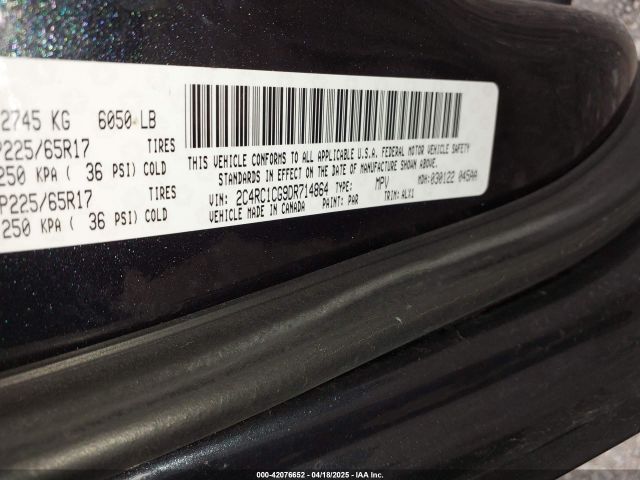 2745 KG 6050 LB
P225/65R17 TIRES
250 KPA ( 36 PSI) COLD
P225/65R17 TIRES
250 KPA ( 36 PSI) COLD
THIS VEHICLE CONFORMS TO ALL APPLICABLE U.S.A. FEDERAL MOTOR VEHICLE SAFETY
STANDARDS IN EFFECT ON THE DATE OF MANUFACTURE SHOWN ABOVE.
VIN: 2C4RC1CG9DR714864 TYPE: MPV MDH: 030122 045AA
VEHICLE MADE IN CANADA PAINT: PAR TRIM: ALX1
000-42076652 - 04/18/2025 - IAA Inc.